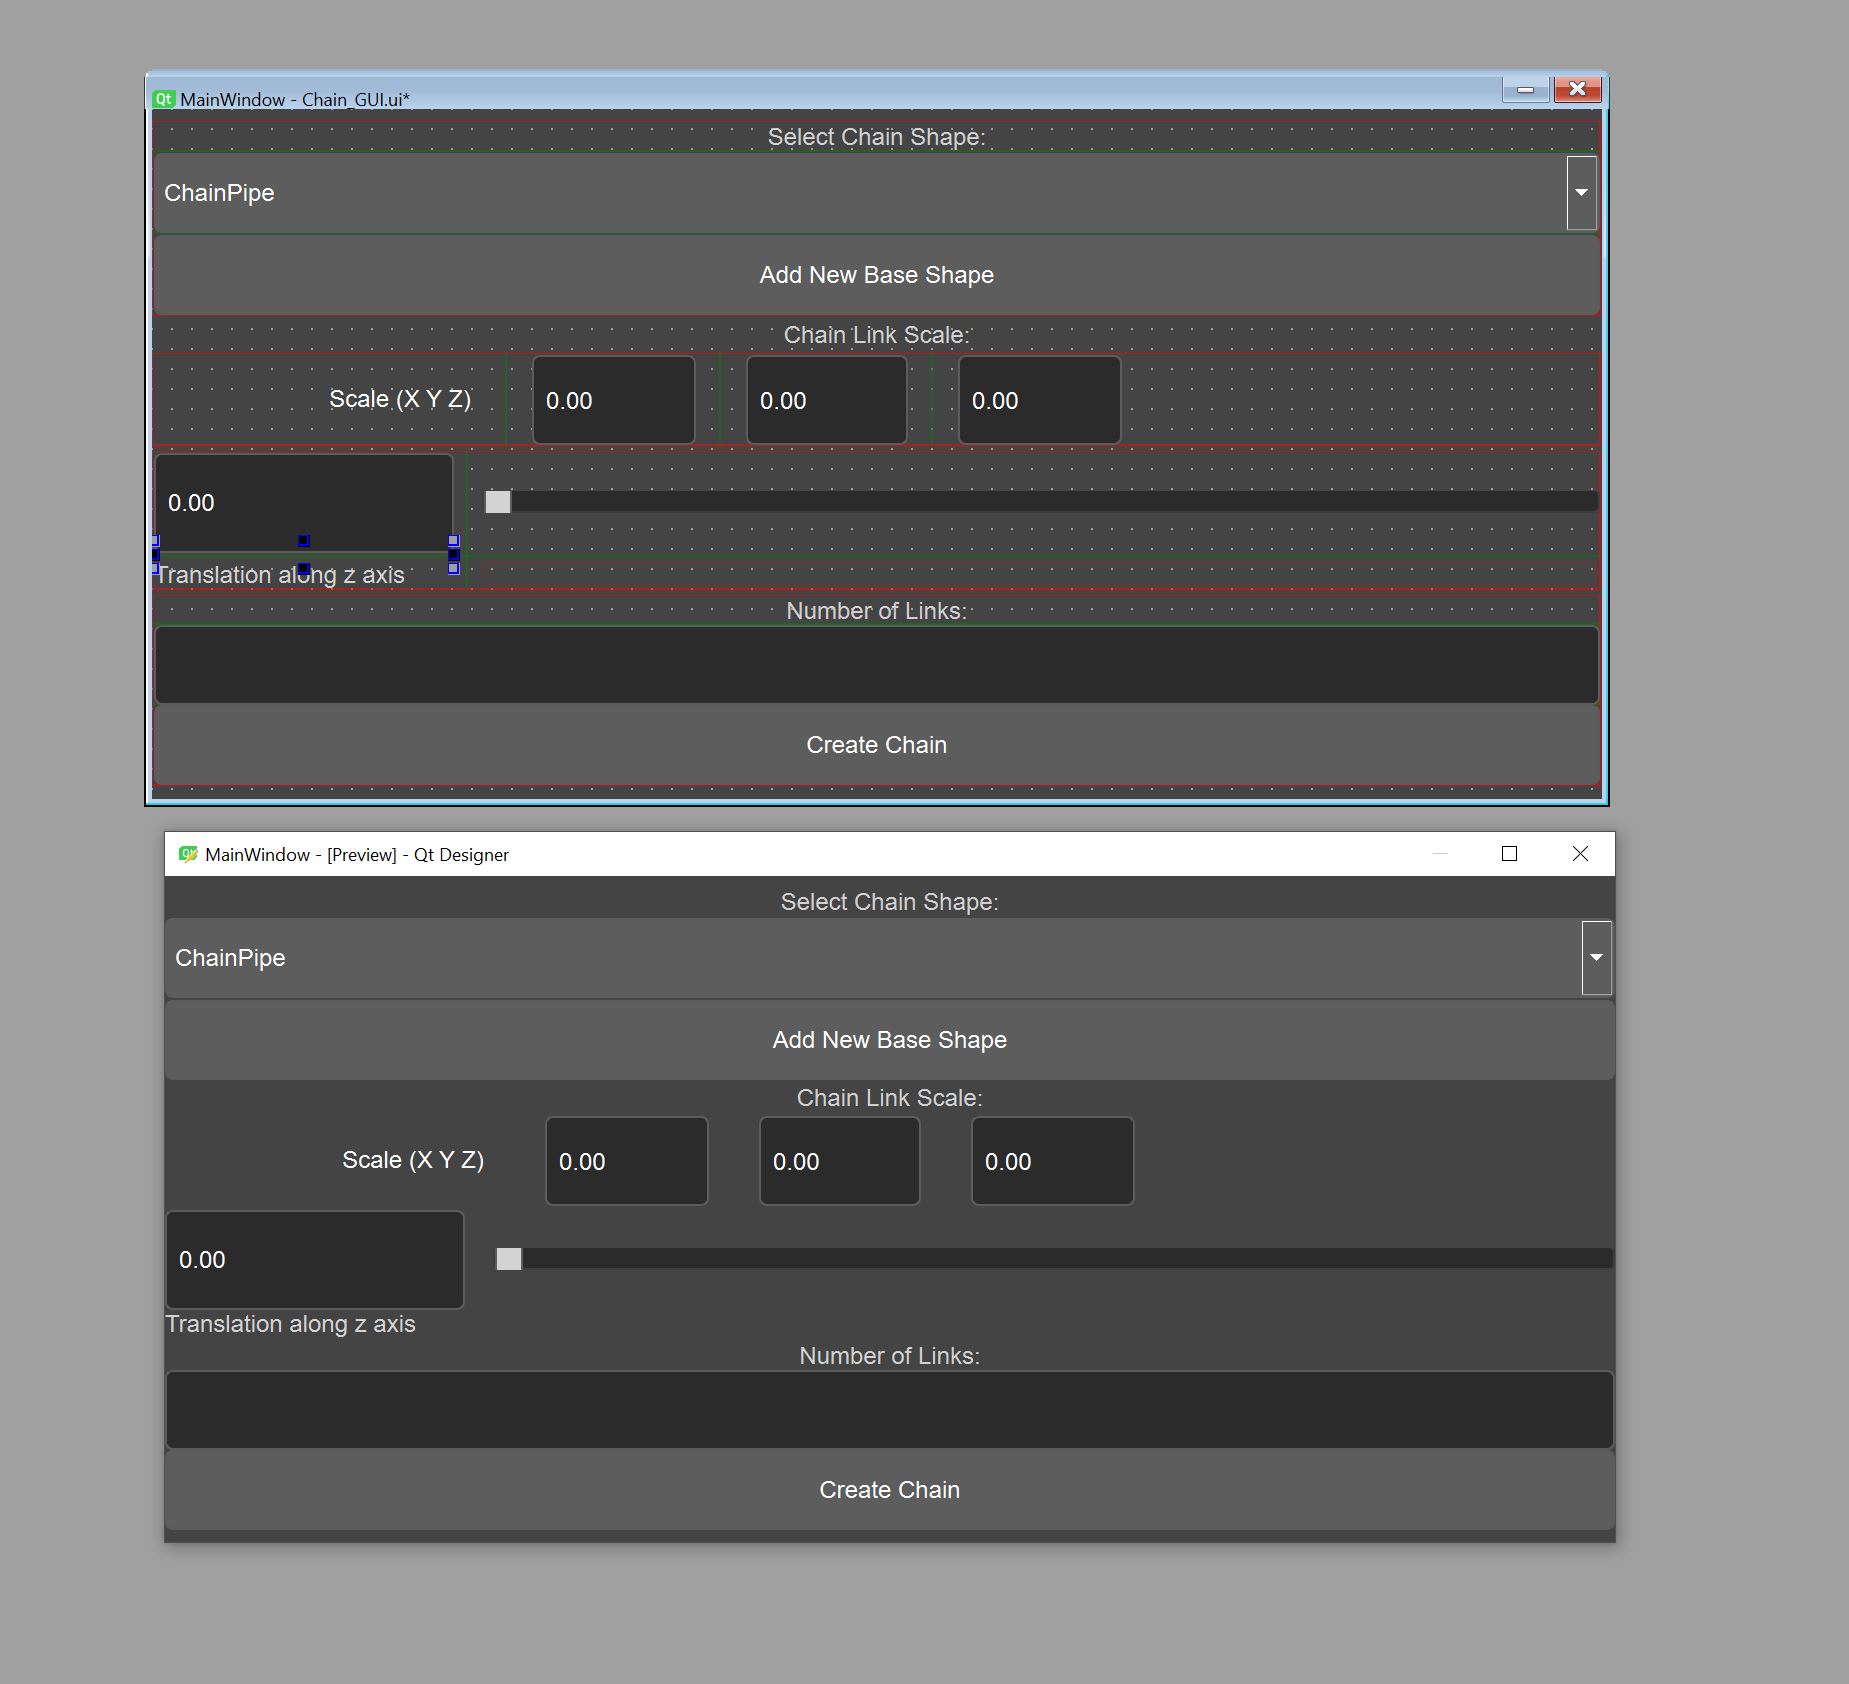 Qt MainWindow - Chain_GUI.ui*
Select Chain Shape:
ChainPipe
Add New Base Shape
Chain Link Scale:
Scale (X Y Z) 0.00 0.00 0.00
0.00
Translation along z axis
Number of Links:
Create Chain
Qt MainWindow - [Preview] - Qt Designer
Select Chain Shape:
ChainPipe
Add New Base Shape
Chain Link Scale:
Scale (X Y Z) 0.00 0.00 0.00
0.00
Translation along z axis
Number of Links:
Create Chain